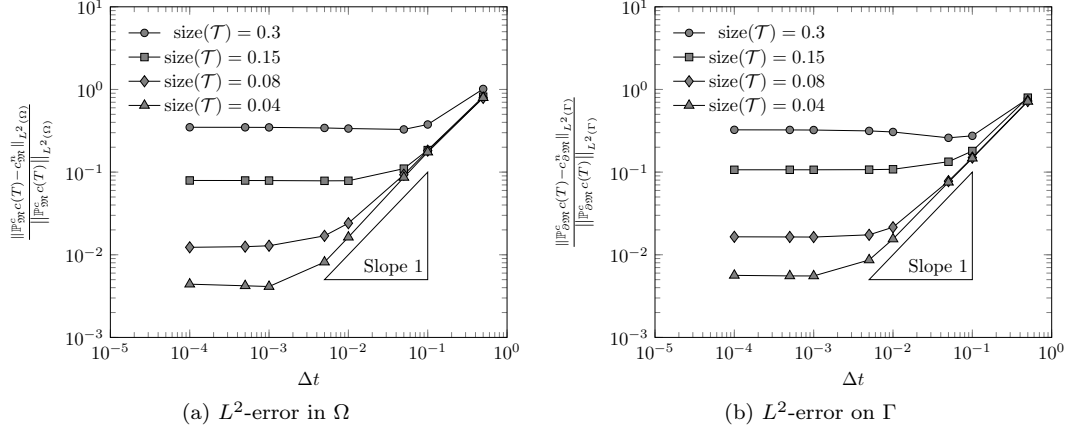 size(𝒯) = 0.3
size(𝒯) = 0.15
size(𝒯) = 0.08
size(𝒯) = 0.04
10^1
10^0
10^{−1}
10^{−2}
10^{−3}
||ℙ^c_𝔐 c(T)−c^n_𝔐||_{L^2(Ω)}
||ℙ^c_𝔐 c(T)||_{L^2(Ω)}
Slope 1
10^{−5} 10^{−4} 10^{−3} 10^{−2} 10^{−1} 10^0
Δt
(a) L^2-error in Ω
size(𝒯) = 0.3
size(𝒯) = 0.15
size(𝒯) = 0.08
size(𝒯) = 0.04
10^1
10^0
10^{−1}
10^{−2}
10^{−3}
||ℙ^c_{∂𝔐} c(T)−c^n_{∂𝔐}||_{L^2(Γ)}
||ℙ^c_{∂𝔐} c(T)||_{L^2(Γ)}
Slope 1
10^{−5} 10^{−4} 10^{−3} 10^{−2} 10^{−1} 10^0
Δt
(b) L^2-error on Γ